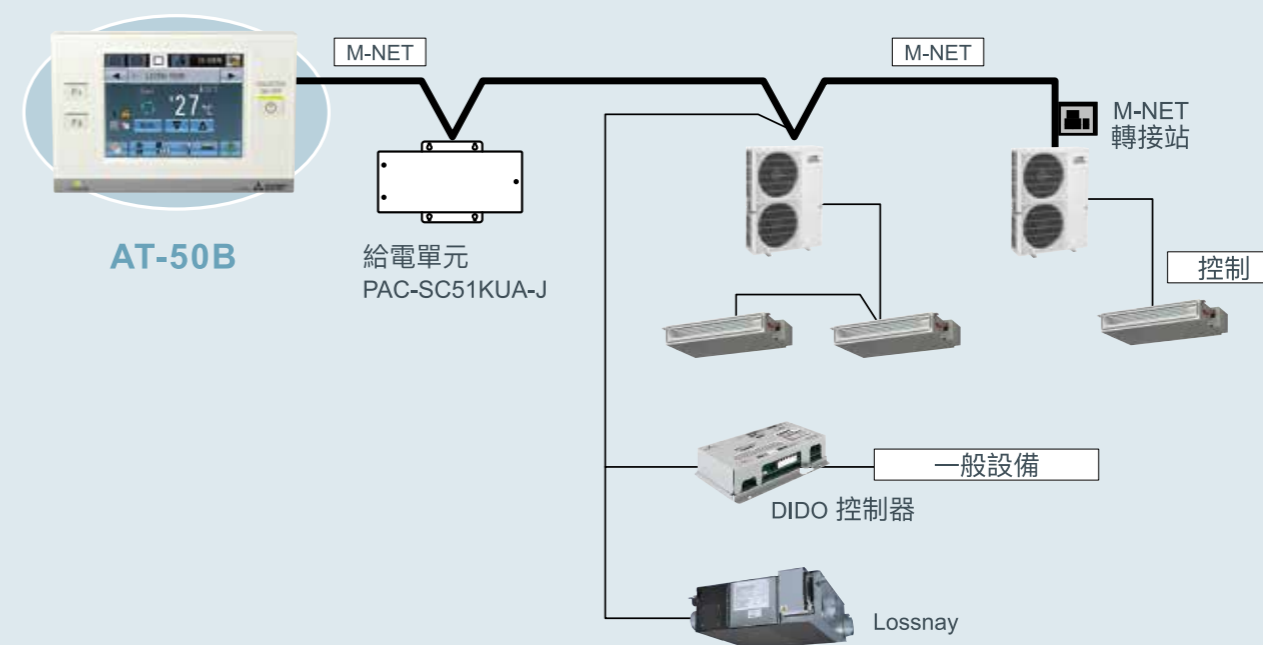 M-NET
M-NET
M-NET
轉接站
27
AT-50B
給電單元
PAC-SC51KUA-J
控制
一般設備
DIDO 控制器
Lossnay